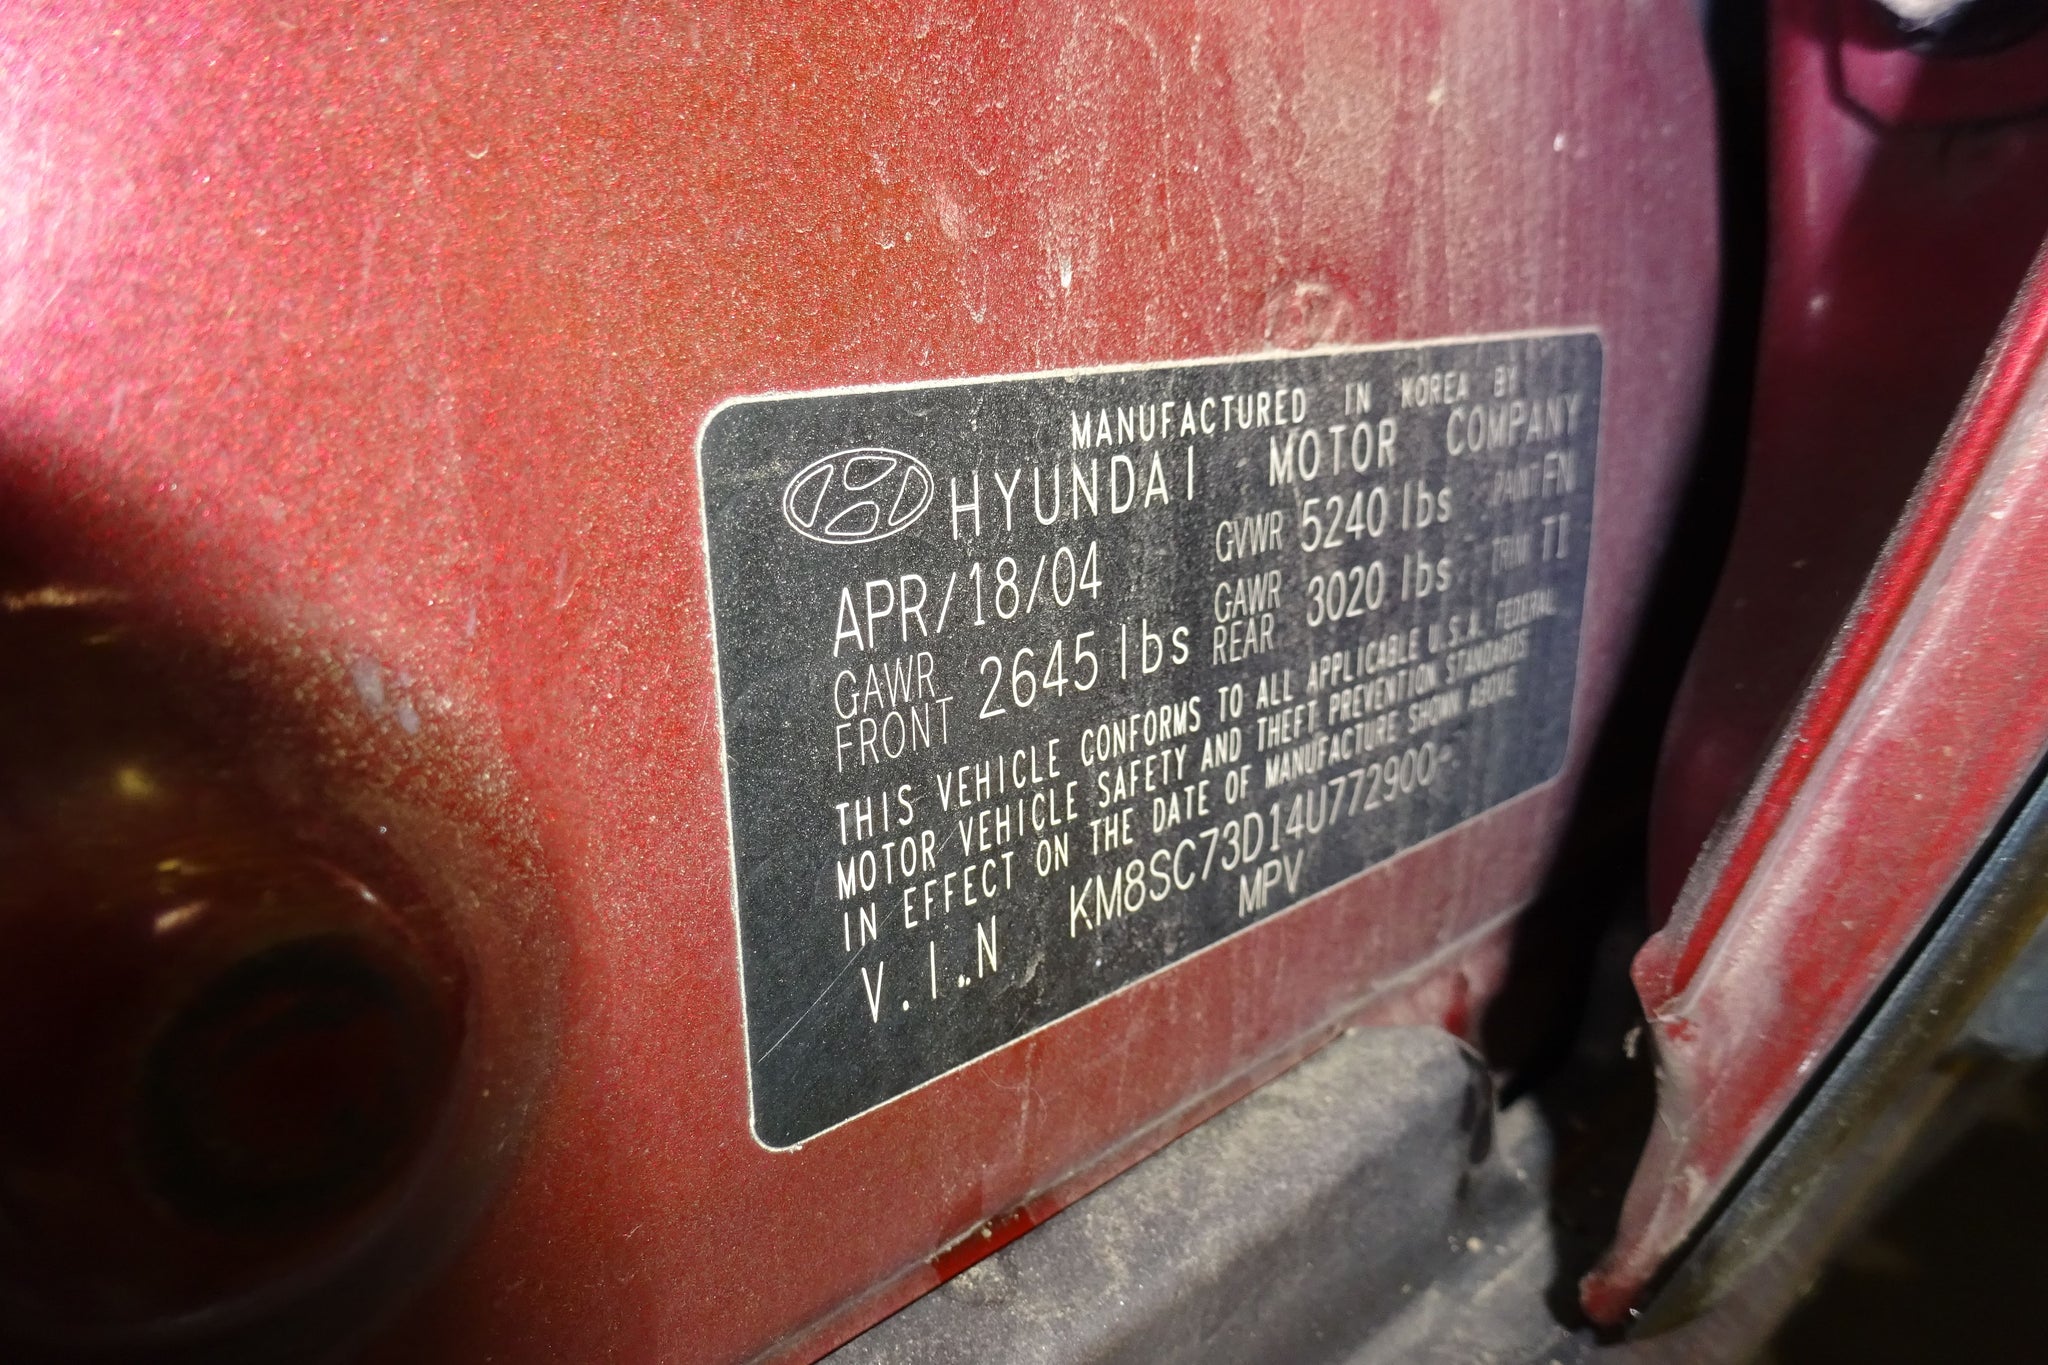 MANUFACTURED IN KOREA BY
HYUNDAI MOTOR COMPANY
APR/18/04 GVWR 5240 lbs PAINT FN
GAWR FRONT 2645 lbs GAWR REAR 3020 lbs TRIM TI
THIS VEHICLE CONFORMS TO ALL APPLICABLE U.S.A. FEDERAL
MOTOR VEHICLE SAFETY AND THEFT PREVENTION STANDARDS
IN EFFECT ON THE DATE OF MANUFACTURE SHOWN ABOVE
V.I.N KM8SC73D14U772900
MPV